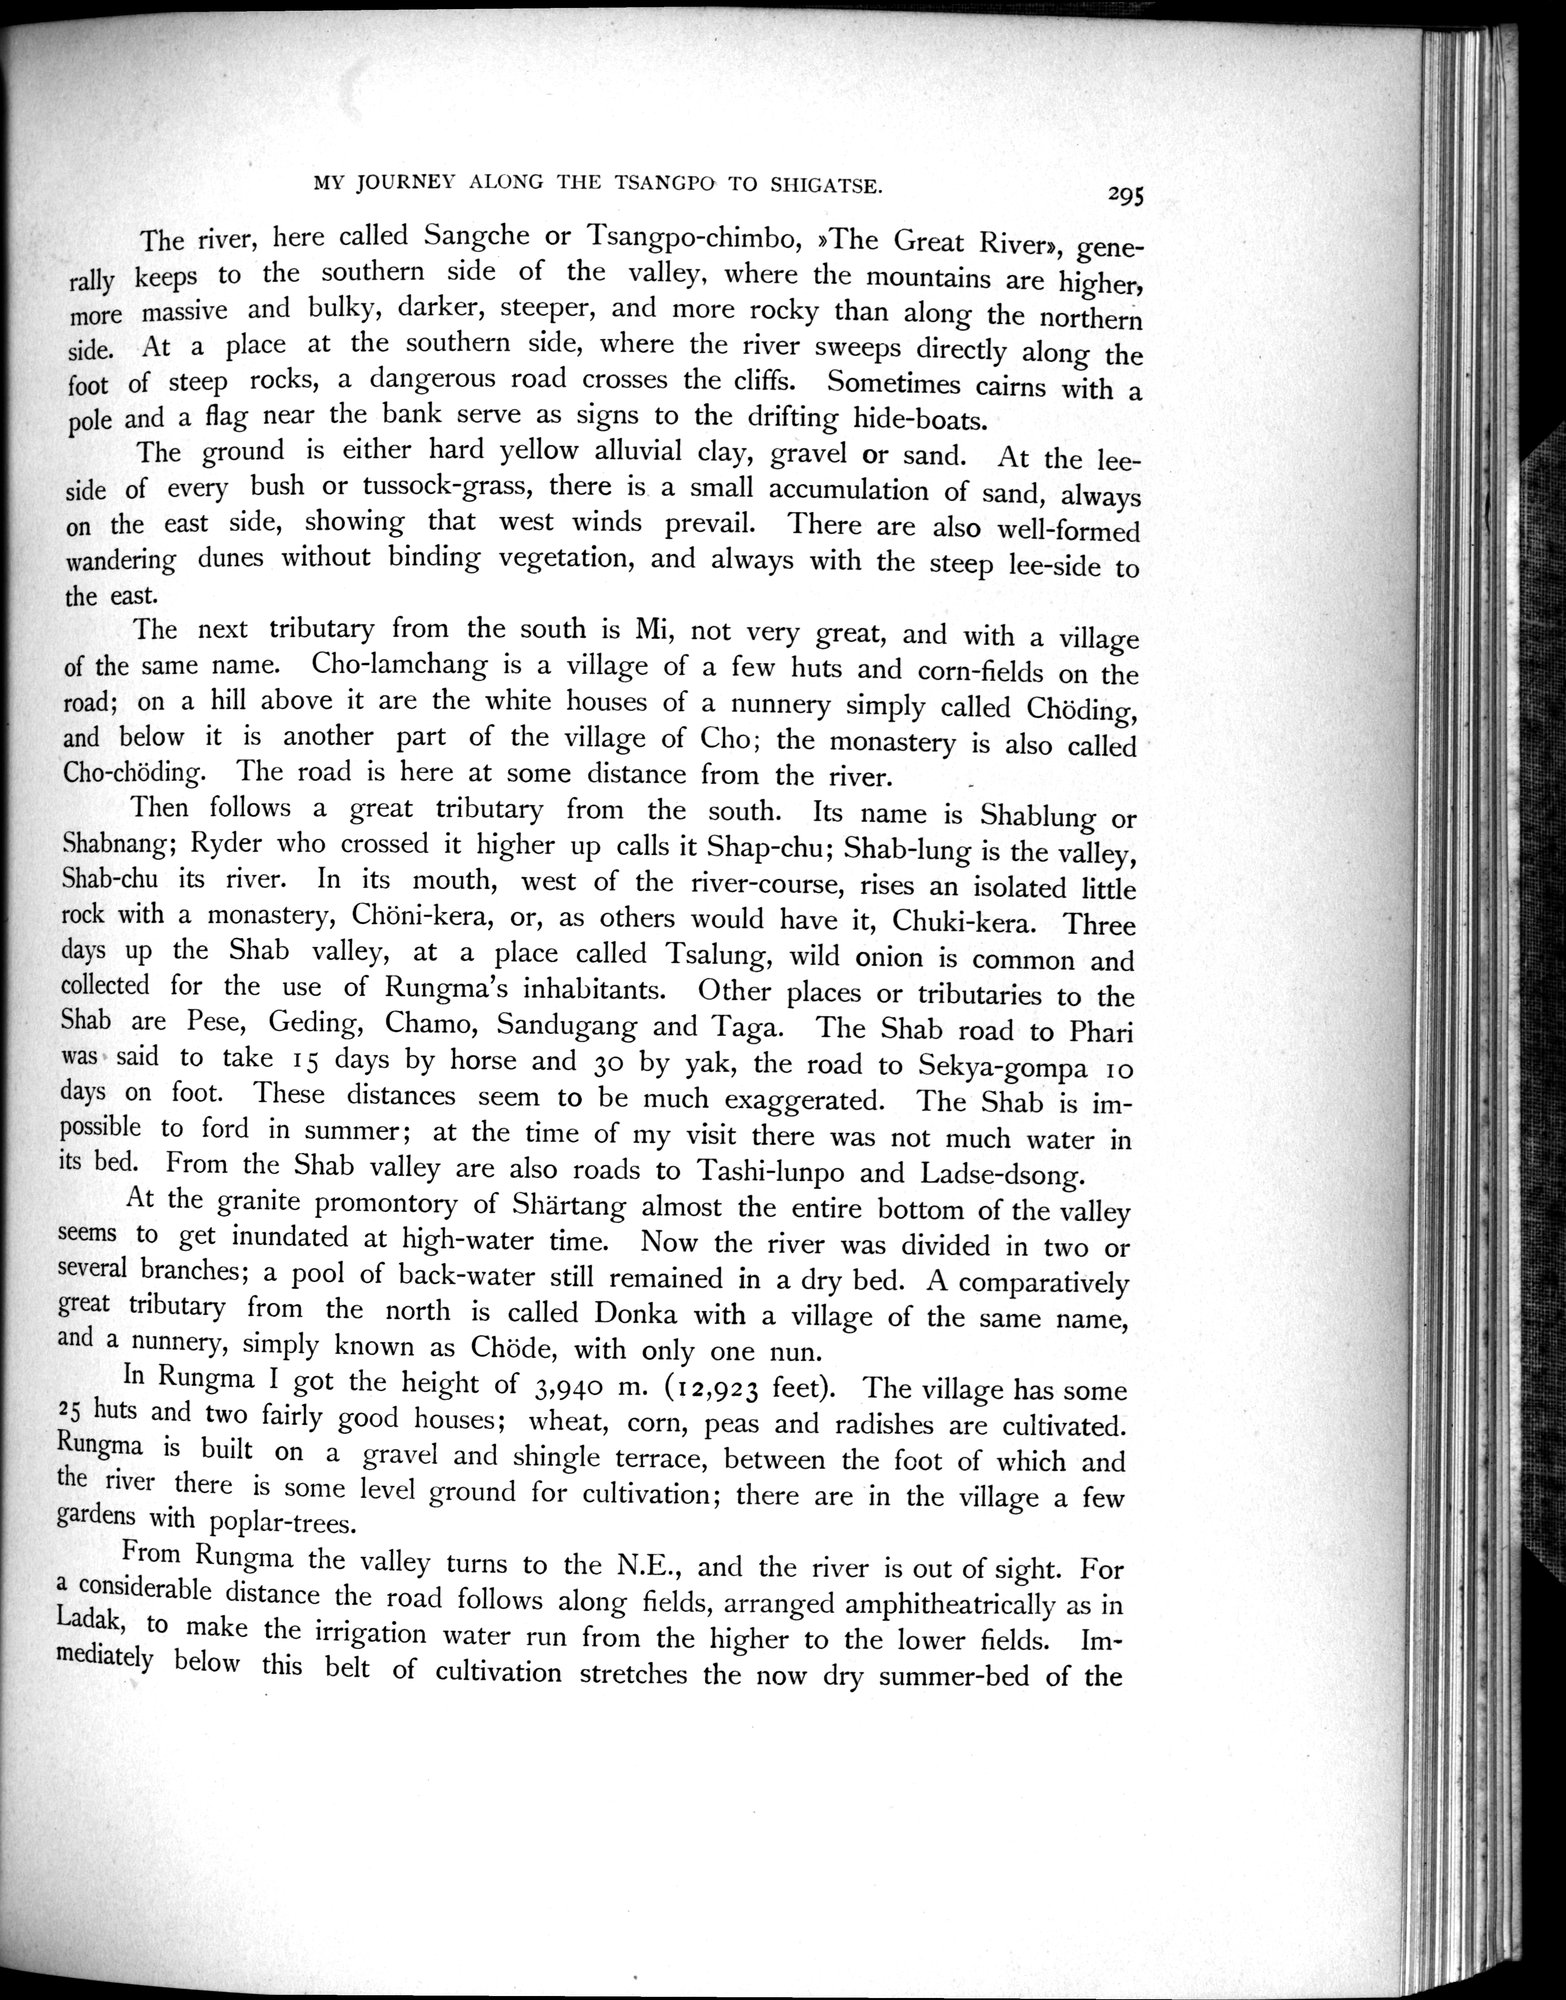 MY JOURNEY ALONG THE TSANGPO TO SHIGATSE.
295
The river, here called Sangche or Tsangpo-chimbo, »The Great River», gene-
rally keeps to the southern side of the valley, where the mountains are higher,
more massive and bulky, darker, steeper, and more rocky than along the northern
side. At a place at the southern side, where the river sweeps directly along the
foot of steep rocks, a dangerous road crosses the cliffs. Sometimes cairns with a
pole and a flag near the bank serve as signs to the drifting hide-boats.
The ground is either hard yellow alluvial clay, gravel or sand. At the lee-
side of every bush or tussock-grass, there is a small accumulation of sand, always
on the east side, showing that west winds prevail. There are also well-formed
wandering dunes without binding vegetation, and always with the steep lee-side to
the east.
The next tributary from the south is Mi, not very great, and with a village
of the same name. Cho-lamchang is a village of a few huts and corn-fields on the
road; on a hill above it are the white houses of a nunnery simply called Chöding,
and below it is another part of the village of Cho; the monastery is also called
Cho-chöding. The road is here at some distance from the river.
Then follows a great tributary from the south. Its name is Shablung or
Shabnang; Ryder who crossed it higher up calls it Shap-chu; Shab-lung is the valley,
Shab-chu its river. In its mouth, west of the river-course, rises an isolated little
rock with a monastery, Chöni-kera, or, as others would have it, Chuki-kera. Three
days up the Shab valley, at a place called Tsalung, wild onion is common and
collected for the use of Rungma's inhabitants. Other places or tributaries to the
Shab are Pese, Geding, Chamo, Sandugang and Taga. The Shab road to Phari
was said to take 15 days by horse and 30 by yak, the road to Sekya-gompa 10
days on foot. These distances seem to be much exaggerated. The Shab is im-
possible to ford in summer; at the time of my visit there was not much water in
its bed. From the Shab valley are also roads to Tashi-lunpo and Ladse-dsong.
At the granite promontory of Shärtang almost the entire bottom of the valley
seems to get inundated at high-water time. Now the river was divided in two or
several branches; a pool of back-water still remained in a dry bed. A comparatively
great tributary from the north is called Donka with a village of the same name,
and a nunnery, simply known as Chöde, with only one nun.
In Rungma I got the height of 3,940 m. (12,923 feet). The village has some
25 huts and two fairly good houses; wheat, corn, peas and radishes are cultivated.
Rungma is built on a gravel and shingle terrace, between the foot of which and
the river there is some level ground for cultivation; there are in the village a few
gardens with poplar-trees.
From Rungma the valley turns to the N.E., and the river is out of sight. For
a considerable distance the road follows along fields, arranged amphitheatrically as in
Ladak, to make the irrigation water run from the higher to the lower fields. Im-
mediately below this belt of cultivation stretches the now dry summer-bed of the